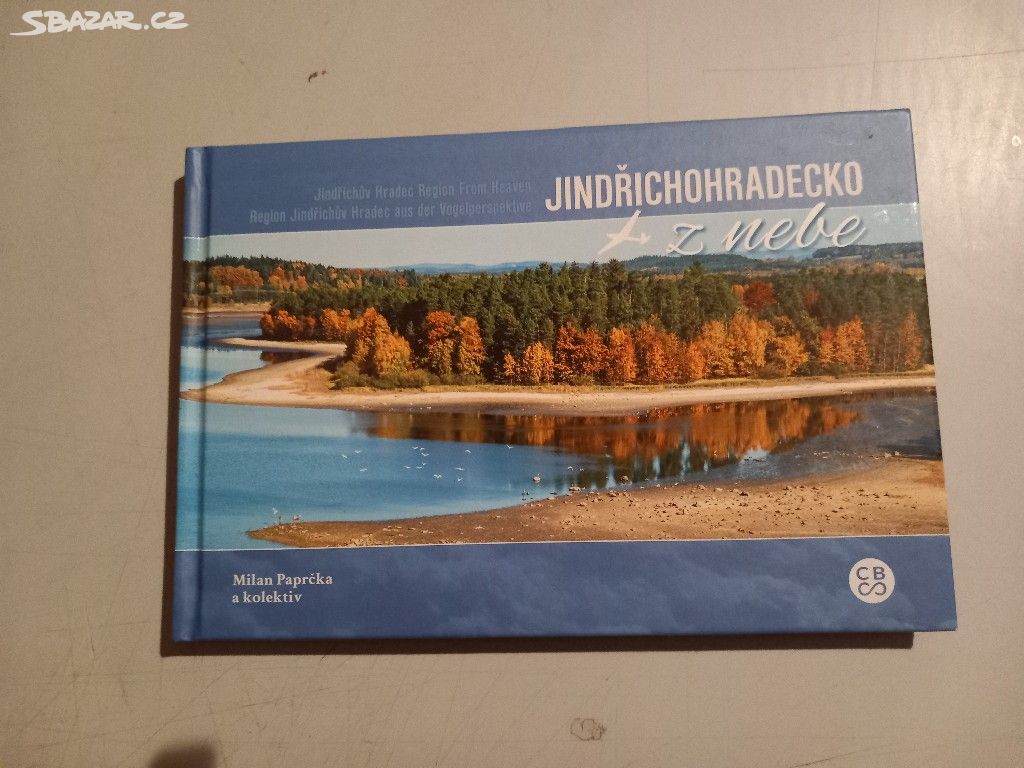 SBAZAR.CZ
Jindřichův Hradec Region From Heaven
Region Jindřichův Hradec aus der Vogelperspektive
JINDŘICHOHRADECKO
z nebe
Milan Paprčka
a kolektiv
CB